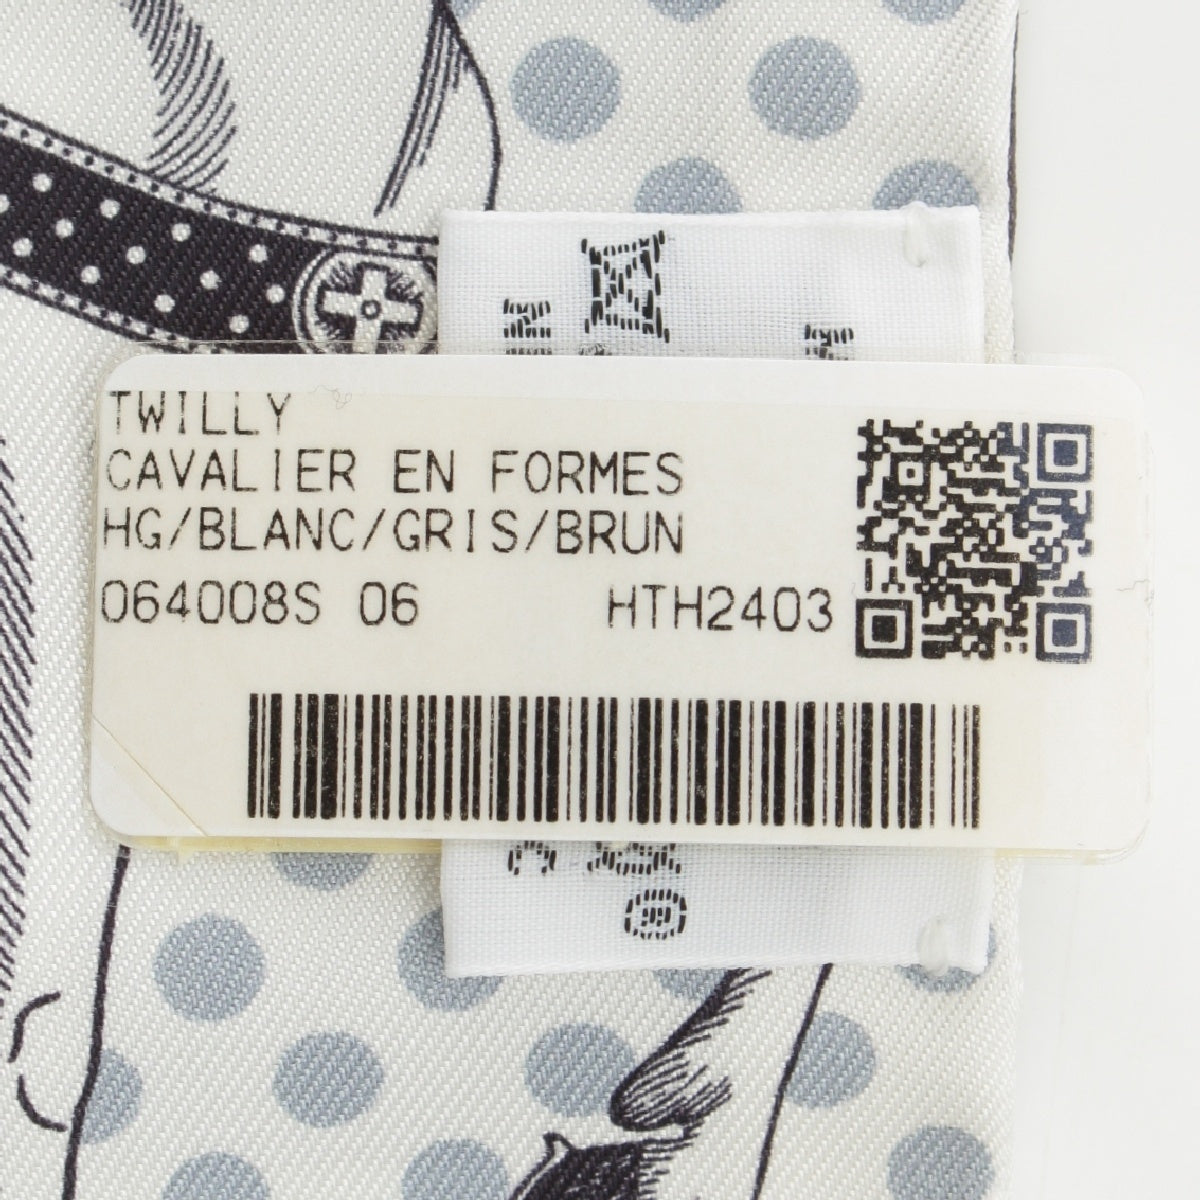 TWILLY
CAVALIER EN FORMES
HG/BLANC/GRIS/BRUN
064008S 06 HTH2403